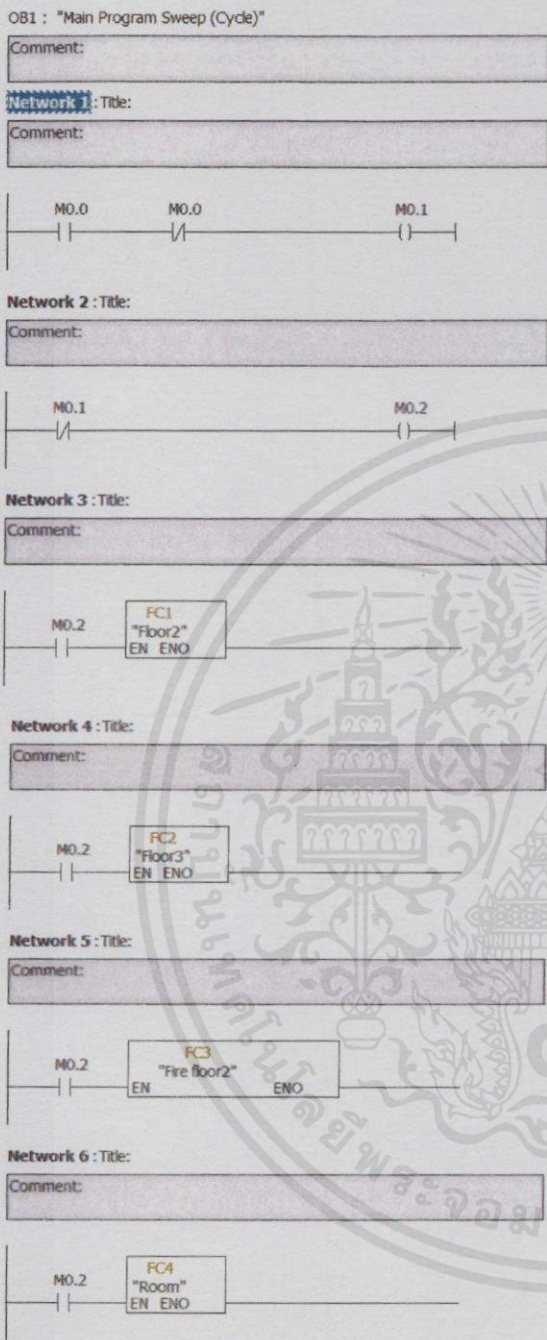 OB1 : "Main Program Sweep (Cycle)"
Comment:
Network 1 : Title:
Comment:
M0.0 M0.0 M0.1
Network 2 : Title:
Comment:
M0.1 M0.2
Network 3 : Title:
Comment:
FC1
M0.2 "Floor2"
EN ENO
Network 4 : Title:
Comment:
FC2
M0.2 "Floor3"
EN ENO
Network 5 : Title:
Comment:
FC3
M0.2 "Fire floor2"
EN ENO
Network 6 : Title:
Comment:
FC4
M0.2 "Room"
EN ENO